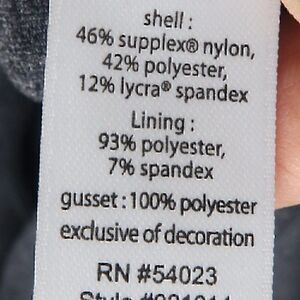 shell :
46% supplex® nylon,
42% polyester,
12% lycra® spandex
Lining :
93% polyester,
7% spandex
gusset : 100% polyester
exclusive of decoration
RN #54023